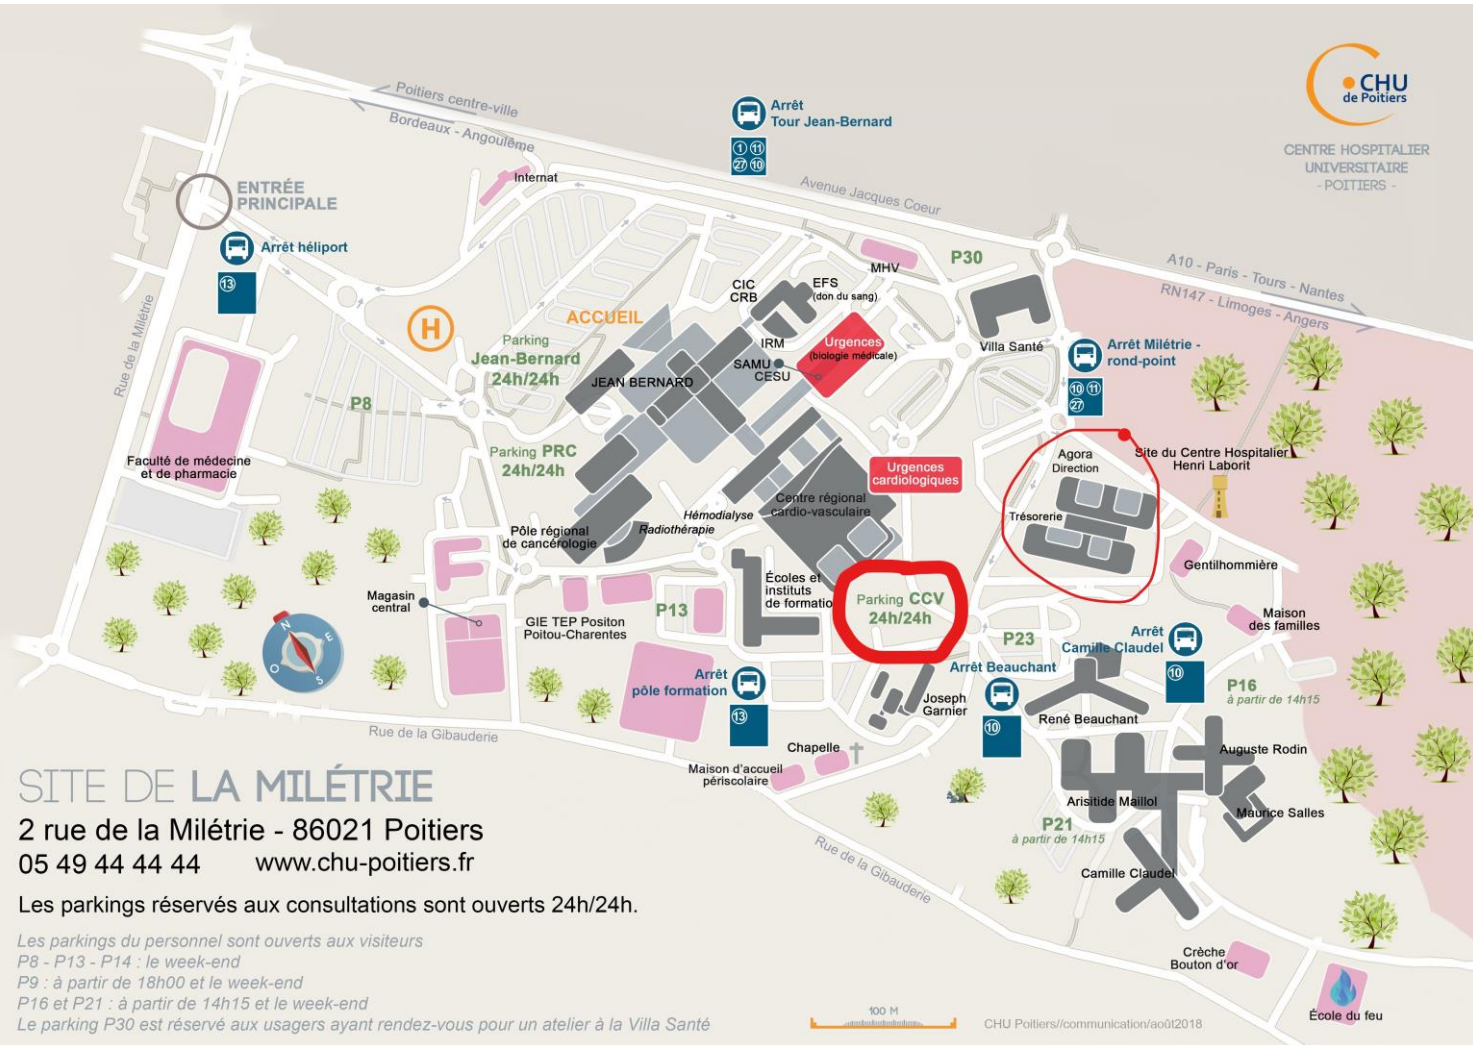 Poitiers centre-ville
Bordeaux - Angoulême
Arrêt
Tour Jean-Bernard
1 11
27 10
CHU
de Poitiers
CENTRE HOSPITALIER
UNIVERSITAIRE
- POITIERS -
Internat
ENTRÉE
PRINCIPALE
Avenue Jacques Coeur
Arrêt héliport
13
MHV
P30
A10 - Paris - Tours - Nantes
RN147 - Limoges - Angers
Rue de la Milétrie
H
ACCUEIL
CIC
CRB
EFS
(don du sang)
IRM
Urgences
(biologie médicale)
SAMU
CESU
Villa Santé
Arrêt Milétrie -
rond-point
10 11
27
Parking
Jean-Bernard
24h/24h
JEAN BERNARD
P8
Parking PRC
24h/24h
Faculté de médecine
et de pharmacie
Urgences
cardiologiques
Agora
Direction
Trésorerie
Site du Centre Hospitalier
Henri Laborit
Centre régional
cardio-vasculaire
Hémodialyse
Radiothérapie
Pôle régional
de cancérologie
Gentilhommière
Magasin
central
Écoles et
instituts
de formatio
Parking CCV
24h/24h
P13
GIE TEP Positon
Poitou-Charentes
N
E
S
O
P23
Maison
des familles
Arrêt
Camille Claudel
10
Arrêt Beauchant
10
Arrêt
pôle formation
13
Joseph
Garnier
René Beauchant
P16
à partir de 14h15
Rue de la Gibauderie
Chapelle
Maison d'accueil
périscolaire
Auguste Rodin
Arisitide Maillol
Maurice Salles
P21
à partir de 14h15
Camille Claudel
Rue de la Gibauderie
Crèche
Bouton d'or
École du feu
SITE DE LA MILÉTRIE
2 rue de la Milétrie - 86021 Poitiers
05 49 44 44 44 www.chu-poitiers.fr
Les parkings réservés aux consultations sont ouverts 24h/24h.
Les parkings du personnel sont ouverts aux visiteurs
P8 - P13 - P14 : le week-end
P9 : à partir de 18h00 et le week-end
P16 et P21 : à partir de 14h15 et le week-end
Le parking P30 est réservé aux usagers ayant rendez-vous pour un atelier à la Villa Santé
100 M
CHU Poitiers//communication/août2018